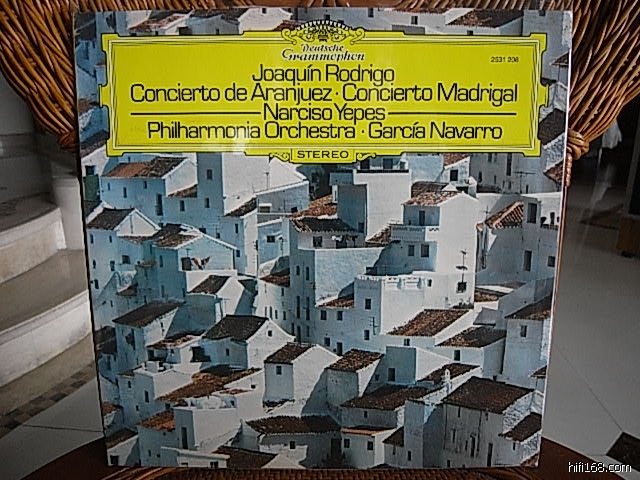 Deutsche
Grammophon
2531 208
Joaquín Rodrigo
Concierto de Aranjuez · Concierto Madrigal
Narciso Yepes
Philharmonia Orchestra · García Navarro
STEREO
hifi168.com